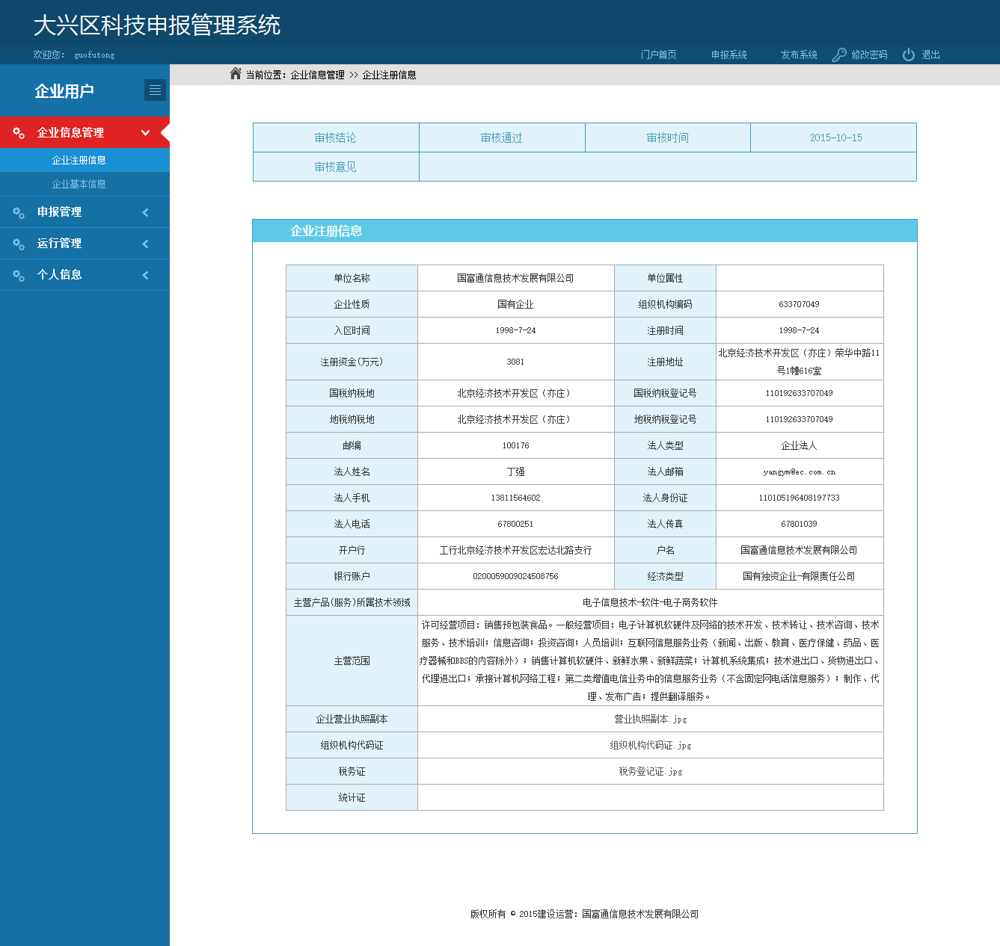 大兴区科技申报管理系统
欢迎您： guofutong
门户首页 申报系统 发布系统 修改密码 退出
企业用户
当前位置：企业信息管理 >> 企业注册信息
企业信息管理
企业注册信息
企业基本信息
申报管理
运行管理
个人信息
审核结论 审核通过 审核时间 2015-10-15
审核意见
企业注册信息
单位名称 国富通信息技术发展有限公司 单位属性
企业性质 国有企业 组织机构编码 633707049
入区时间 1998-7-24 注册时间 1998-7-24
注册资金(万元) 3081 注册地址 北京经济技术开发区（亦庄）荣华中路11
号1幢616室
国税纳税地 北京经济技术开发区（亦庄） 国税纳税登记号 110192633707049
地税纳税地 北京经济技术开发区（亦庄） 地税纳税登记号 110192633707049
邮编 100176 法人类型 企业法人
法人姓名 丁强 法人邮箱 yangym@ec.com.cn
法人手机 13811564602 法人身份证 110105196408197733
法人电话 67800251 法人传真 67801039
开户行 工行北京经济技术开发区宏达北路支行 户名 国富通信息技术发展有限公司
银行账户 0200059009024508756 经济类型 国有独资企业-有限责任公司
主营产品(服务)所属技术领域 电子信息技术-软件-电子商务软件
主营范围
许可经营项目：销售预包装食品。一般经营项目：电子计算机软硬件及网络的技术开发、技术转让、技术咨询、技术
服务、技术培训；信息咨询；投资咨询；人员培训；互联网信息服务业务（新闻、出版、教育、医疗保健、药品、医
疗器械和BBS的内容除外）；销售计算机软硬件、新鲜水果、新鲜蔬菜；计算机系统集成；技术进出口、货物进出口、
代理进出口；承接计算机网络工程；第二类增值电信业务中的信息服务业务（不含固定网电话信息服务）；制作、代
理、发布广告；提供翻译服务。
企业营业执照副本 营业执照副本.jpg
组织机构代码证 组织机构代码证.jpg
税务证 税务登记证.jpg
统计证
版权所有 © 2015建设运营：国富通信息技术发展有限公司